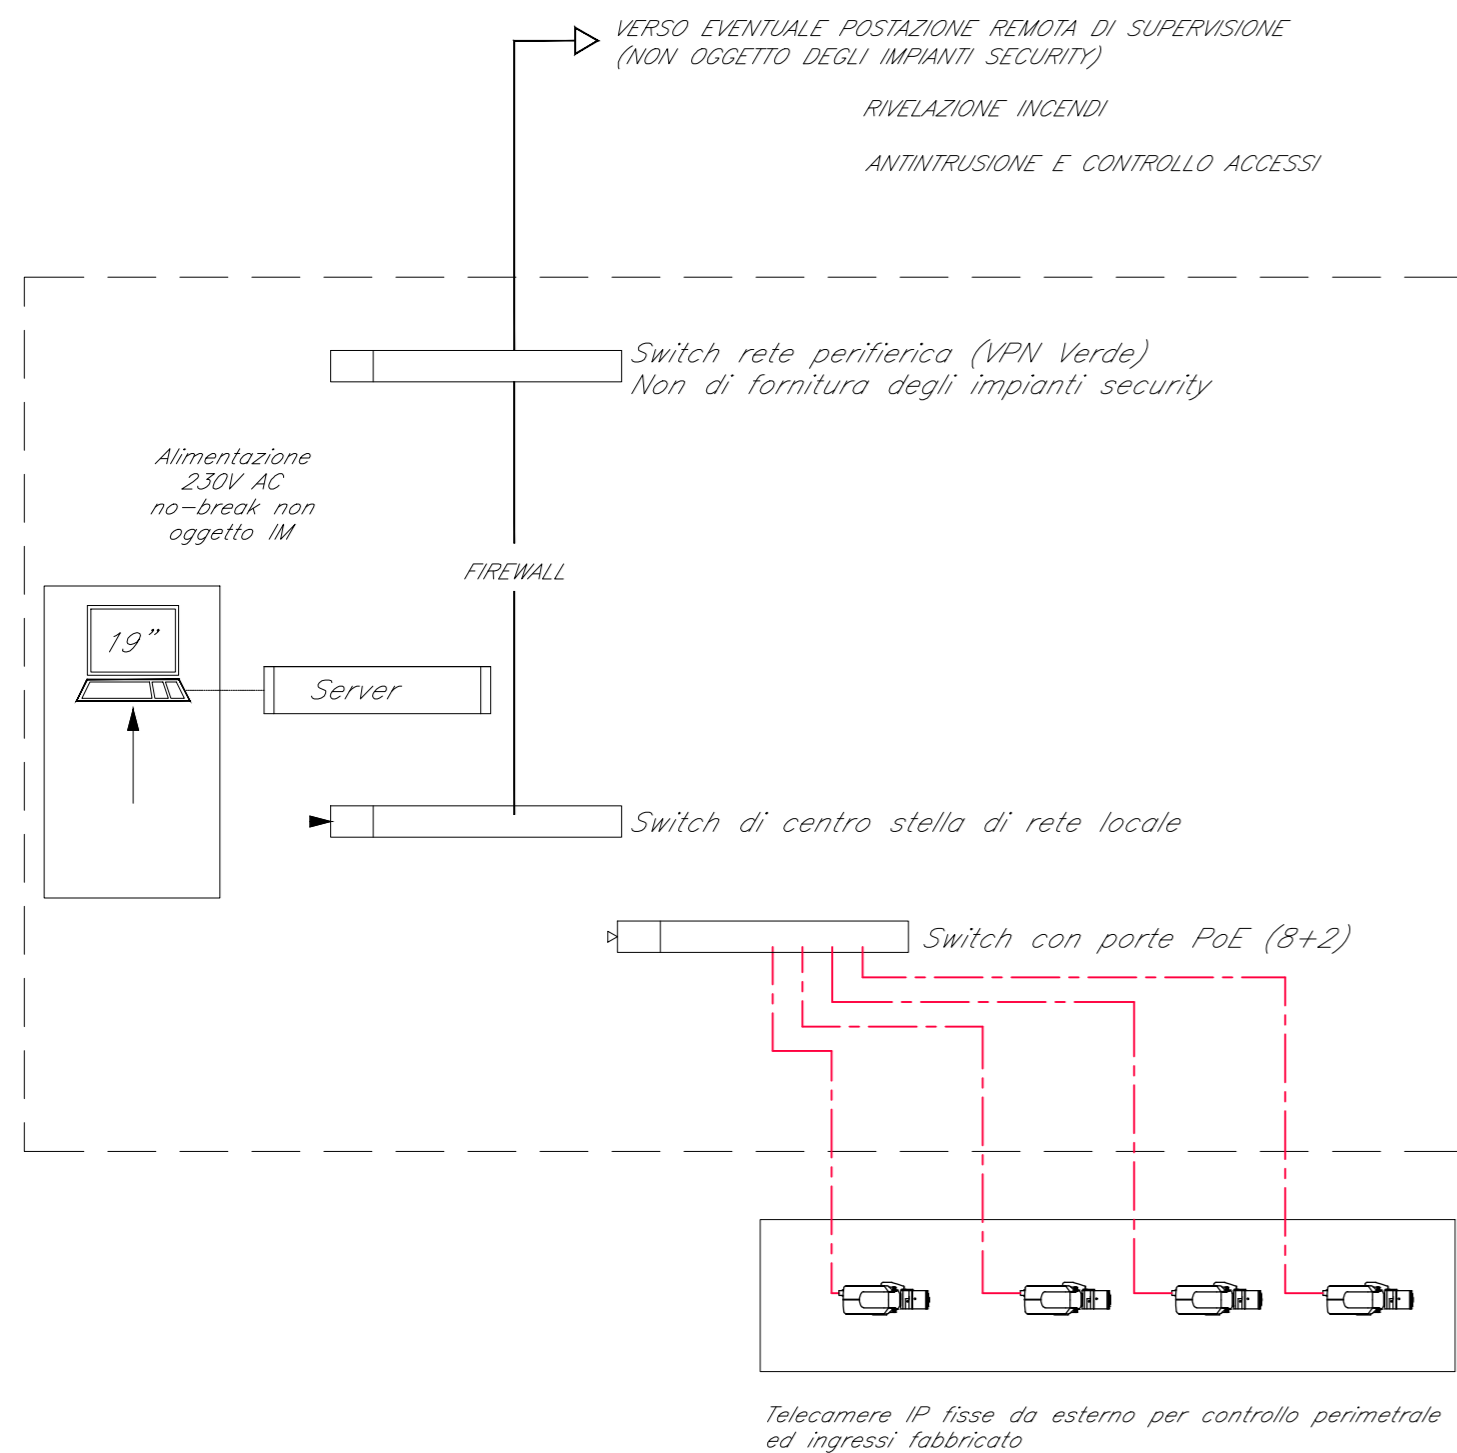 VERSO EVENTUALE POSTAZIONE REMOTA DI SUPERVISIONE
(NON OGGETTO DEGLI IMPIANTI SECURITY)
RIVELAZIONE INCENDI
ANTINTRUSIONE E CONTROLLO ACCESSI
Switch rete perifierica (VPN Verde)
Non di fornitura degli impianti security
Alimentazione
230V AC
no-break non
oggetto IM
FIREWALL
19"
Server
Switch di centro stella di rete locale
Switch con porte PoE (8+2)
Telecamere IP fisse da esterno per controllo perimetrale
ed ingressi fabbricato